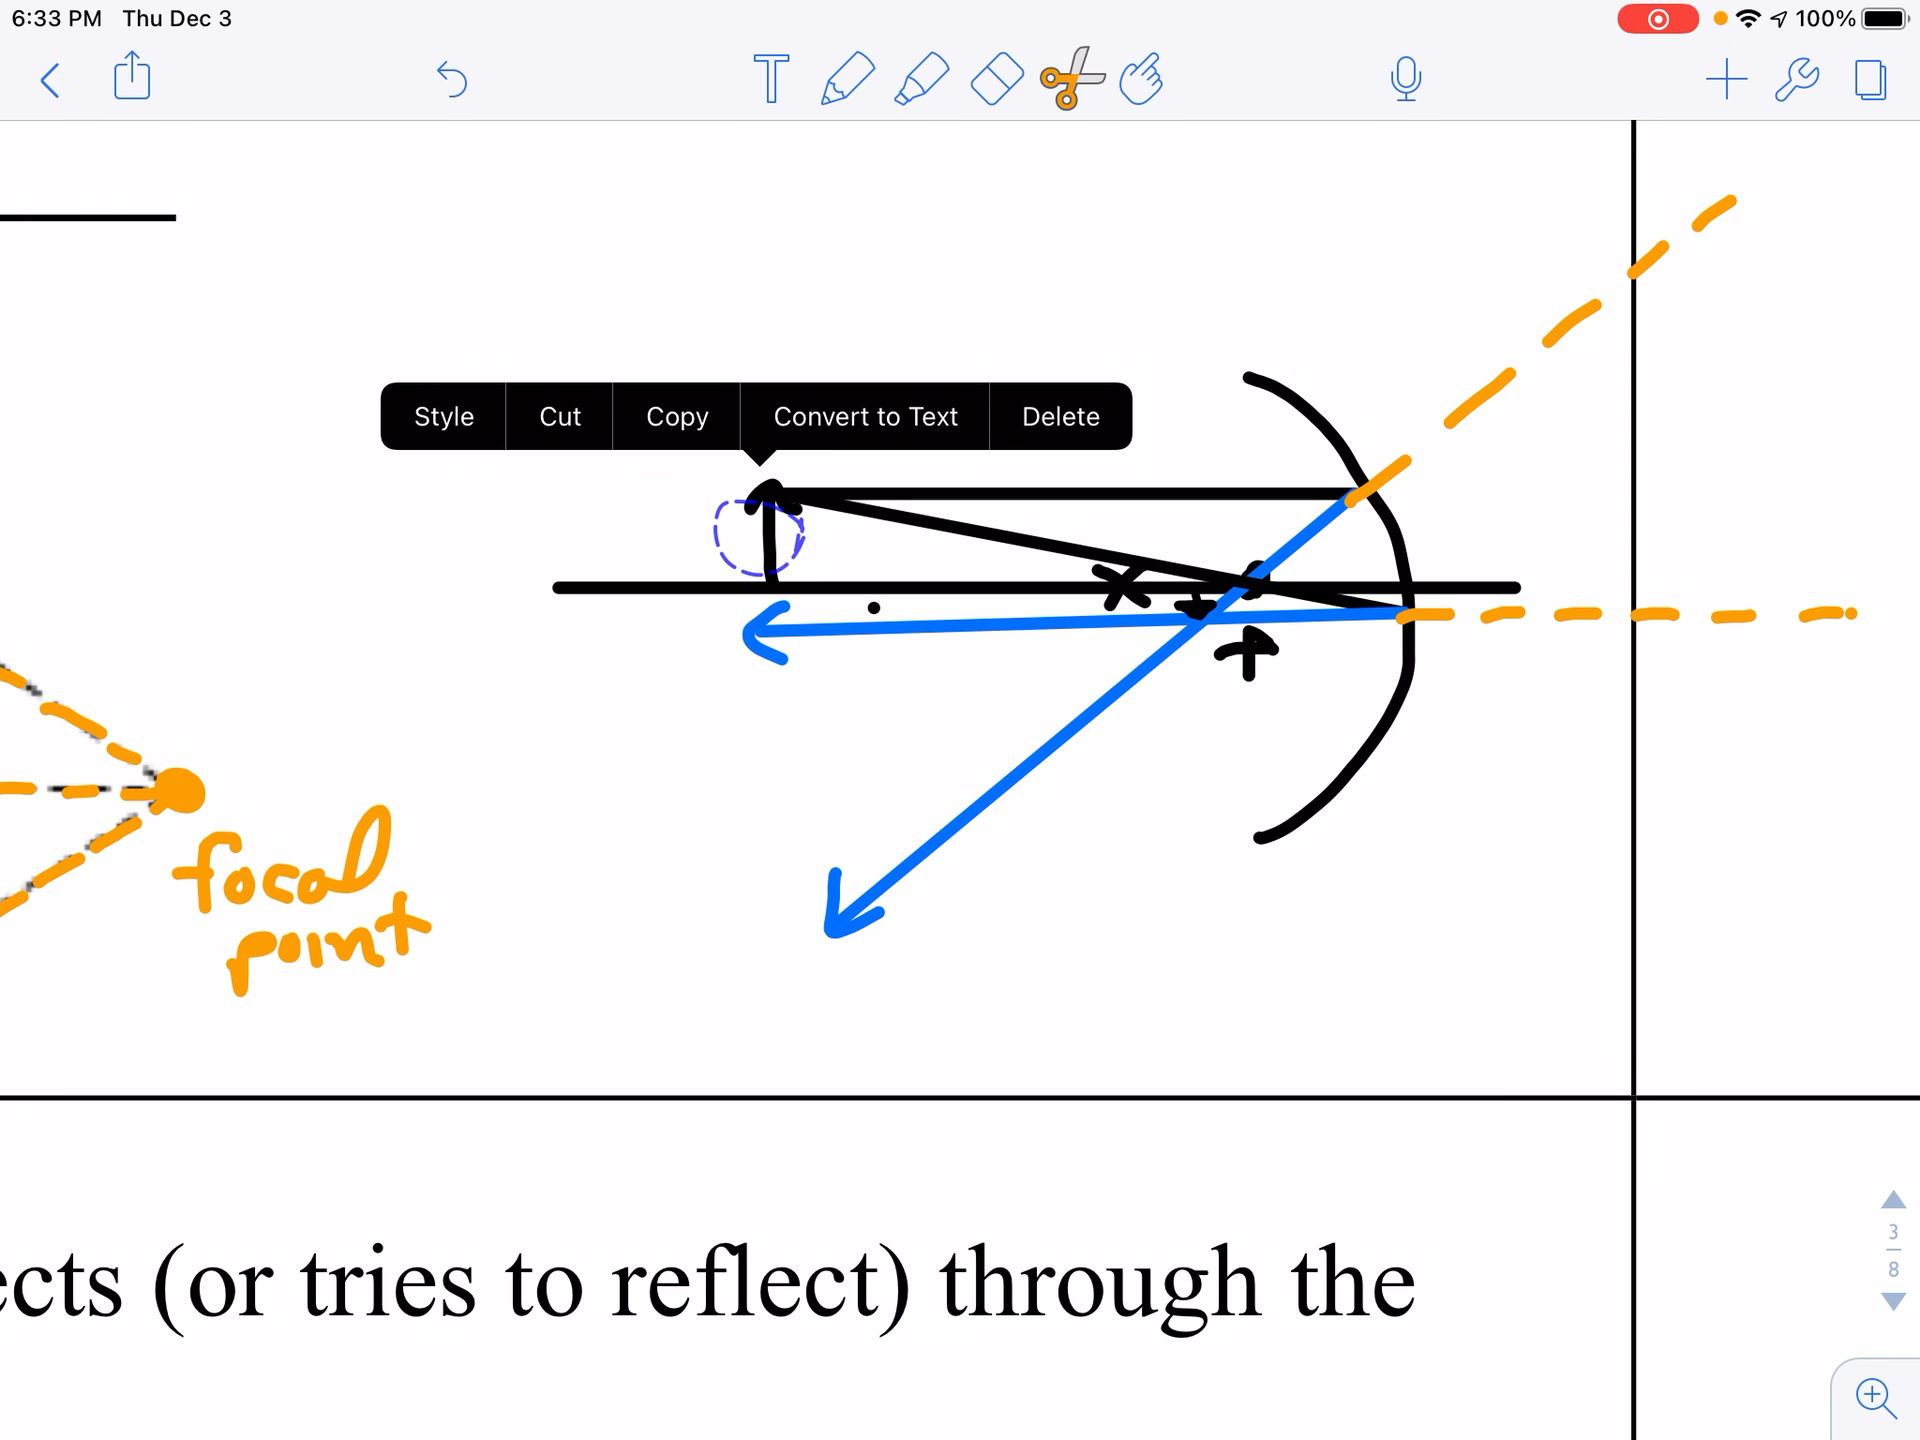 6:33 PM Thu Dec 3
100%
T
Style Cut Copy Convert to Text Delete
f
focal
point
ects (or tries to reflect) through the
3
8